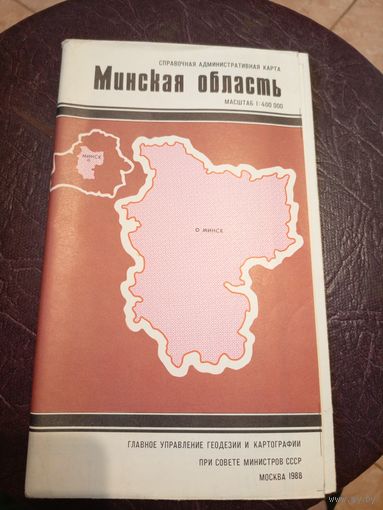 СПРАВОЧНАЯ АДМИНИСТРАТИВНАЯ КАРТА
Минская область
МАСШТАБ 1:400 000
МИНСК
О МИНСК
ГЛАВНОЕ УПРАВЛЕНИЕ ГЕОДЕЗИИ И КАРТОГРАФИИ
ПРИ СОВЕТЕ МИНИСТРОВ СССР
МОСКВА 1988